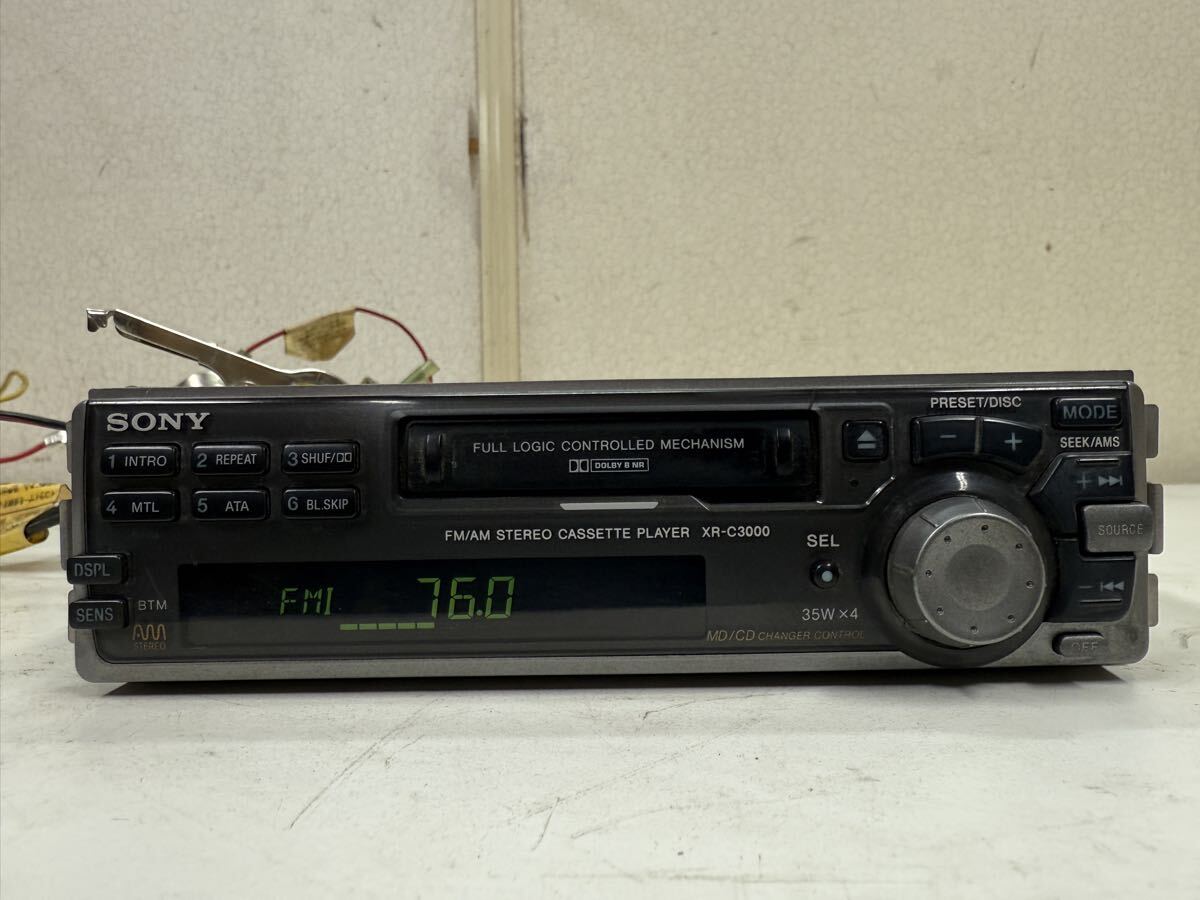 SONY
PRESET/DISC
MODE
1 INTRO 2 REPEAT 3 SHUF/
FULL LOGIC CONTROLLED MECHANISM
DOLBY B NR
− +
SEEK/AMS
+
4 MTL 5 ATA 6 BL.SKIP
FM/AM STEREO CASSETTE PLAYER XR-C3000
SOURCE
SEL
DSPL
SENS
BTM
AM
STEREO
FM1 76.0
35W×4
MD/CD CHANGER CONTROL
−
OFF